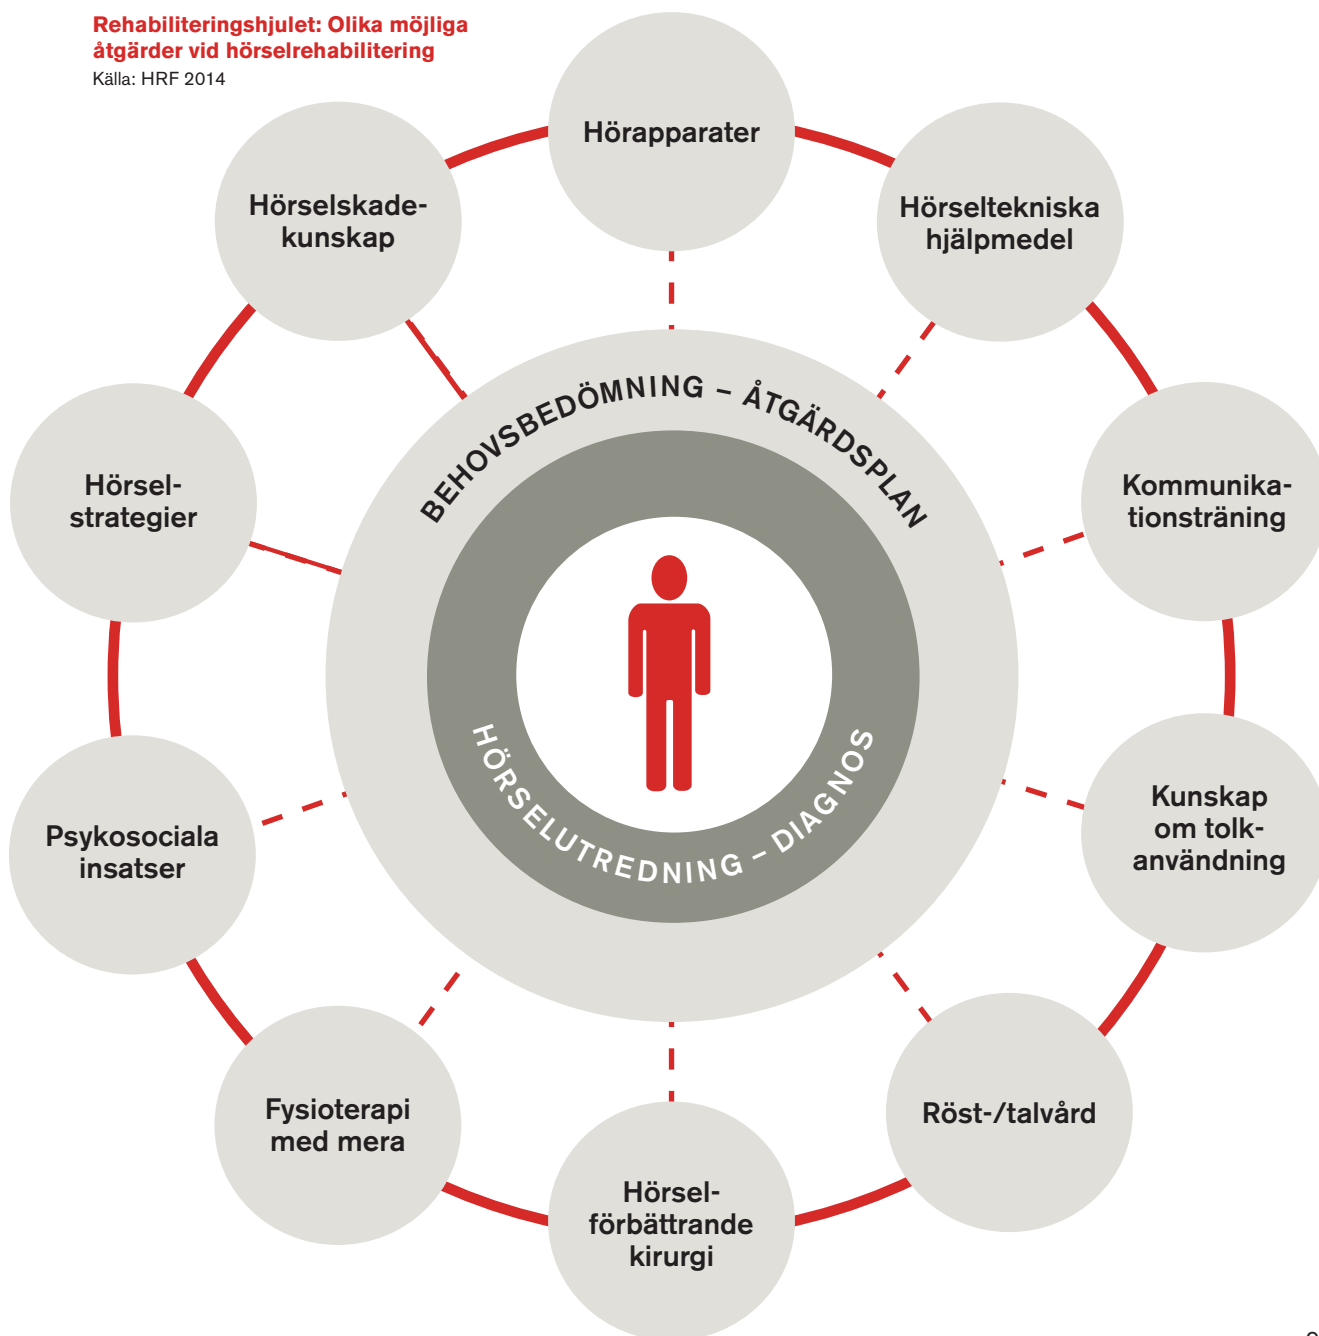 Rehabiliteringshjulet: Olika möjliga
åtgärder vid hörselrehabilitering
Källa: HRF 2014
Hörapparater
Hörseltekniska
hjälpmedel
Kommunika-
tionsträning
Kunskap
om tolk-
användning
Röst-/talvård
Hörsel-
förbättrande
kirurgi
Fysioterapi
med mera
Psykosociala
insatser
Hörsel-
strategier
Hörselskade-
kunskap
BEHOVSBEDÖMNING – ÅTGÄRDSPLAN
HÖRSELUTREDNING – DIAGNOS